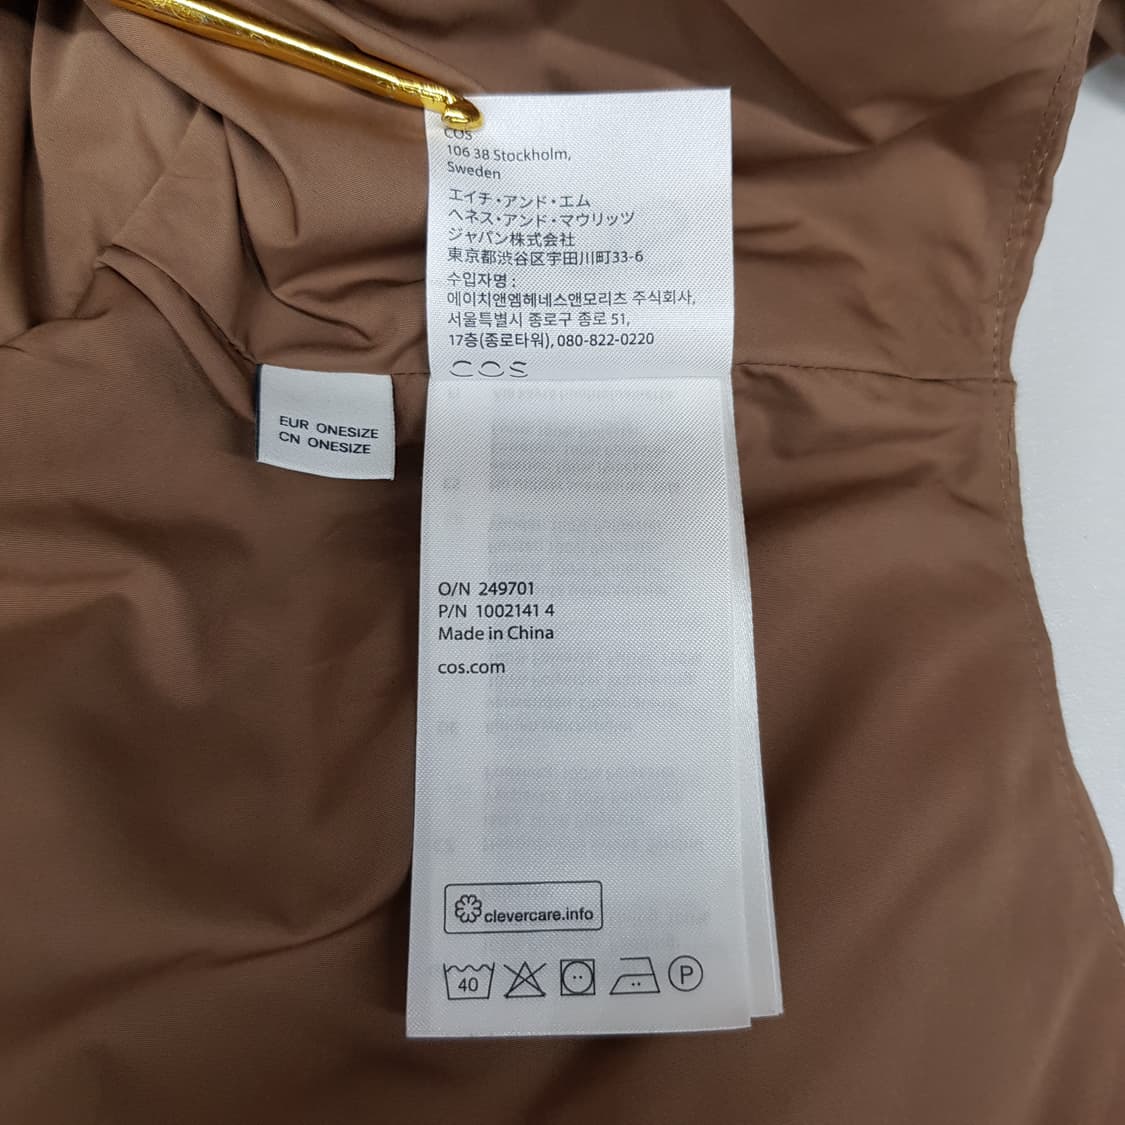 COS
106 38 Stockholm,
Sweden
エイチ・アンド・エム
ヘネス・アンド・マウリッツ
ジャパン株式会社
東京都渋谷区宇田川町33-6
수입자명 :
에이치앤엠헤네스앤모리츠 주식회사,
서울특별시 종로구 종로 51,
17층(종로타워), 080-822-0220
COS
EUR ONESIZE
CN ONESIZE
O/N 249701
P/N 1002141 4
Made in China
cos.com
clevercare.info
40
P